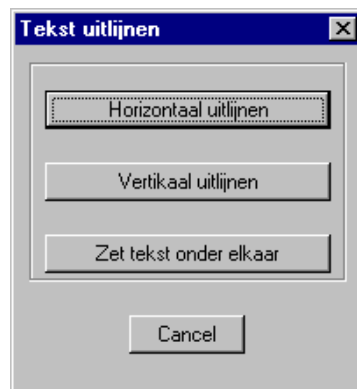 Tekst uitlijnen
Horizontaal uitlijnen
Vertikaal uitlijnen
Zet tekst onder elkaar
Cancel